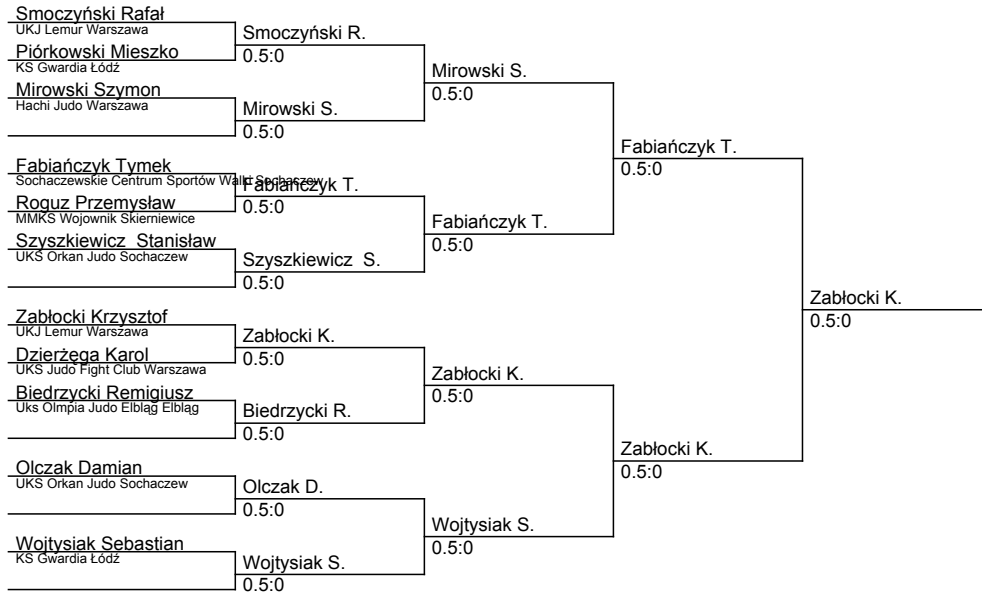 Smoczyński Rafał
UKJ Lemur Warszawa
Piórkowski Mieszko
KS Gwardia Łódź
Mirowski Szymon
Hachi Judo Warszawa
Fabiańczyk Tymek
Sochaczewskie Centrum Sportów Walki Sochaczew
Roguz Przemysław
MMKS Wojownik Skierniewice
Szyszkiewicz  Stanisław
UKS Orkan Judo Sochaczew
Zabłocki Krzysztof
UKJ Lemur Warszawa
Dzierżęga Karol
UKS Judo Fight Club Warszawa
Biedrzycki Remigiusz
Uks Olmpia Judo Elbląg Elbląg
Olczak Damian
UKS Orkan Judo Sochaczew
Wojtysiak Sebastian
KS Gwardia Łódź
Smoczyński R.
0.5:0
Mirowski S.
0.5:0
Fabiańczyk T.
0.5:0
Szyszkiewicz  S.
0.5:0
Zabłocki K.
0.5:0
Biedrzycki R.
0.5:0
Olczak D.
0.5:0
Wojtysiak S.
0.5:0
Mirowski S.
0.5:0
Fabiańczyk T.
0.5:0
Zabłocki K.
0.5:0
Wojtysiak S.
0.5:0
Fabiańczyk T.
0.5:0
Zabłocki K.
0.5:0
Zabłocki K.
0.5:0